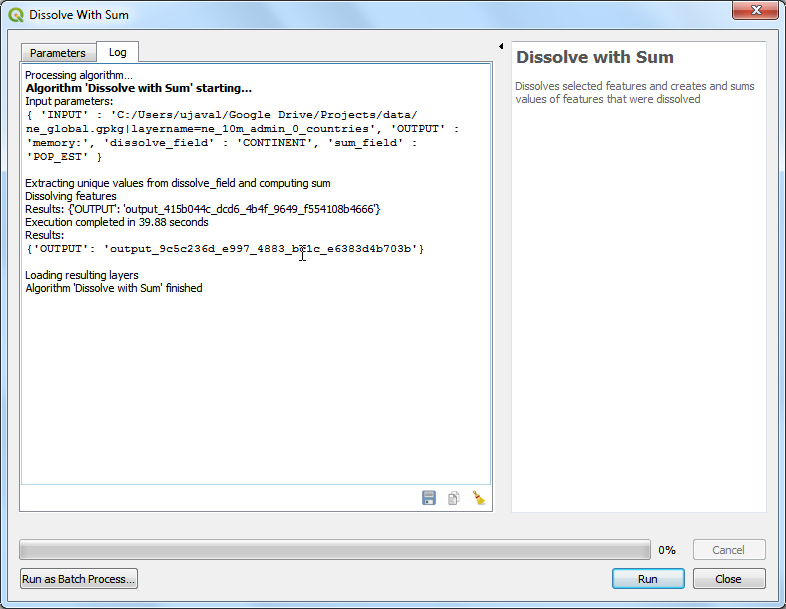 Dissolve With Sum
Parameters
Log
Processing algorithm...
Algorithm 'Dissolve with Sum' starting...
Input parameters:
{ 'INPUT' : 'C:/Users/ujaval/Google Drive/Projects/data/
ne_global.gpkg|layername=ne_10m_admin_0_countries', 'OUTPUT' :
'memory:', 'dissolve_field' : 'CONTINENT', 'sum_field' :
'POP_EST' }
Extracting unique values from dissolve_field and computing sum
Dissolving features
Results: {'OUTPUT': 'output_415b044c_dcd6_4b4f_9649_f554108b4666'}
Execution completed in 39.88 seconds
Results:
{'OUTPUT': 
Loading resulting layers
Algorithm 'Dissolve with Sum' finished
Dissolve with Sum
Dissolves selected features and creates and sums
values of features that were dissolved
0%
Cancel
Run as Batch Process...
Run
Close